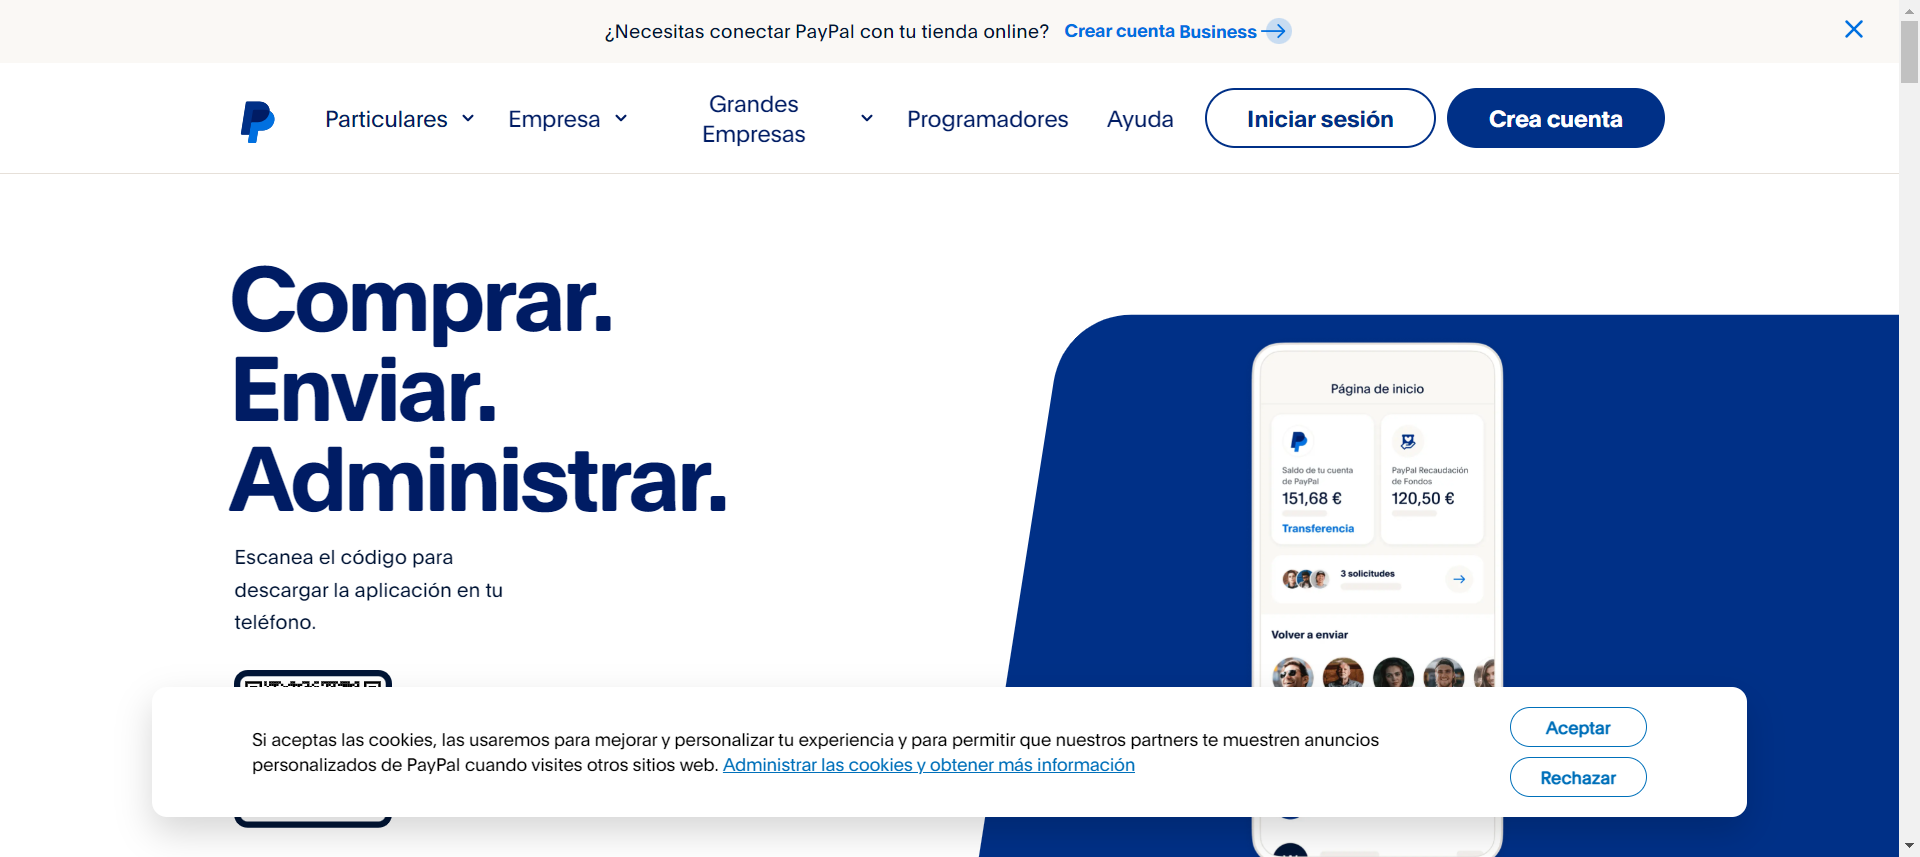 ¿Necesitas conectar PayPal con tu tienda online? Crear cuenta Business
Particulares
Empresa
Grandes
Empresas
Programadores
Ayuda
Iniciar sesión
Crea cuenta
Comprar.
Enviar.
Administrar.
Escanea el código para
descargar la aplicación en tu
teléfono.
Página de inicio
Saldo de tu cuenta
de PayPal
151,68 €
Transferencia
PayPal Recaudación
de Fondos
120,50 €
3 solicitudes
Volver a enviar
Si aceptas las cookies, las usaremos para mejorar y personalizar tu experiencia y para permitir que nuestros partners te muestren anuncios
personalizados de PayPal cuando visites otros sitios web. Administrar las cookies y obtener más información
Aceptar
Rechazar